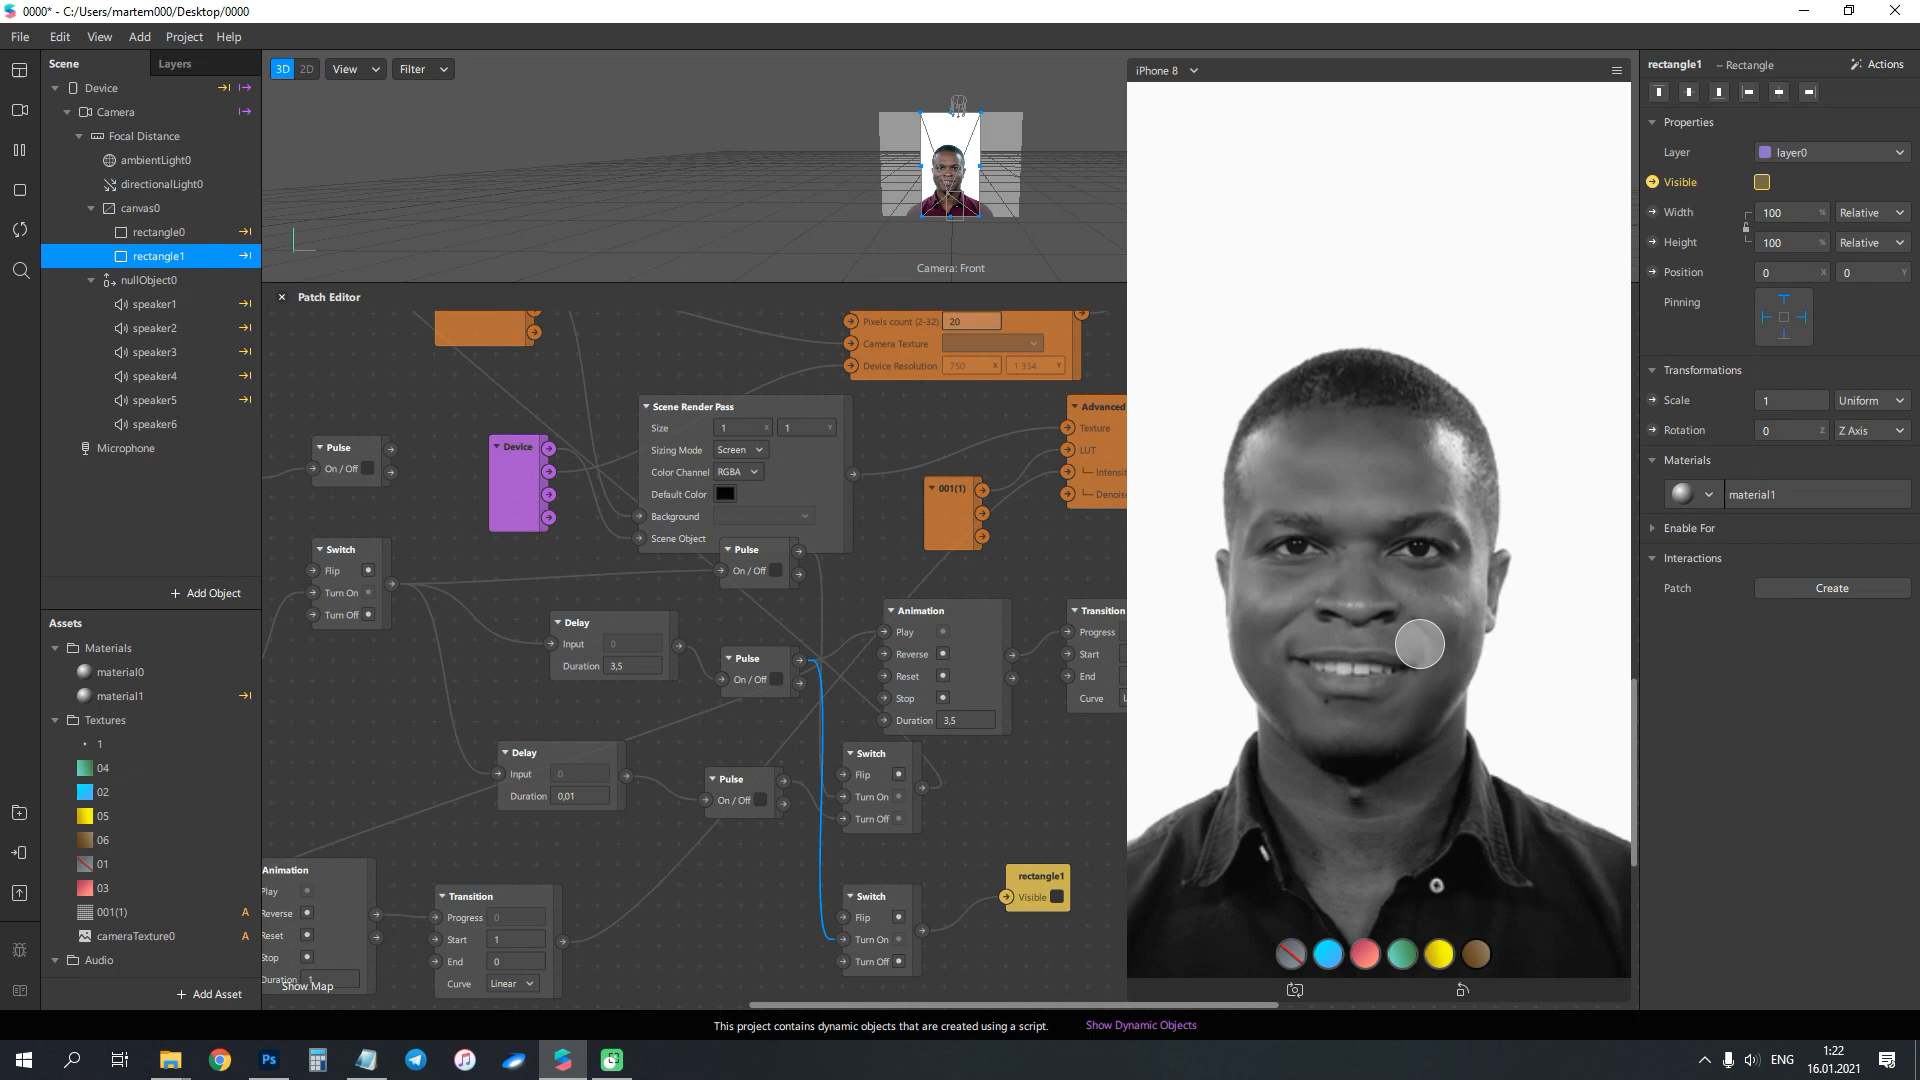 0000* - C:/Users/martem000/Desktop/0000
File Edit View Add Project Help
Scene
Layers
Device
Camera
Focal Distance
ambientLight0
directionalLight0
canvas0
rectangle0
rectangle1
nullObject0
speaker1
speaker2
speaker3
speaker4
speaker5
speaker6
Microphone
+ Add Object
Assets
Materials
material0
material1
Textures
1
04
02
05
06
01
03
001(1) A
cameraTexture0 A
Audio
+ Add Asset
3D 2D View Filter
Camera: Front
Patch Editor
Pixels count (2-32) 20
Camera Texture
Device Resolution 750 X 1 334 Y
Pulse
On / Off
Device
Scene Render Pass
Size 1 X 1 Y
Sizing Mode Screen
Color Channel RGBA
Default Color
Background
Scene Object
Advanced
Texture
LUT
Intensit
Denois
001(1)
Switch
Flip
Turn On
Turn Off
Pulse
On / Off
Delay
Input 0
Duration 3,5
Pulse
On / Off
Animation
Play
Reverse
Reset
Stop
Duration 3,5
Transition
Progress
Start
End
Curve
Delay
Input 0
Duration 0,01
Pulse
On / Off
Switch
Flip
Turn On
Turn Off
Animation
Play
Reverse
Reset
Stop
Duration 1
Show Map
Transition
Progress 0
Start 1
End 0
Curve Linear
Switch
Flip
Turn On
Turn Off
rectangle1
Visible
iPhone 8
rectangle1 – Rectangle
Actions
Properties
Layer layer0
Visible
Width 100 % Relative
Height 100 % Relative
Position 0 X 0 Y
Pinning
Transformations
Scale 1 Uniform
Rotation 0 Z Z Axis
Materials
material1
Enable For
Interactions
Patch Create
This project contains dynamic objects that are created using a script. Show Dynamic Objects
Ps
ENG
1:22
16.01.2021